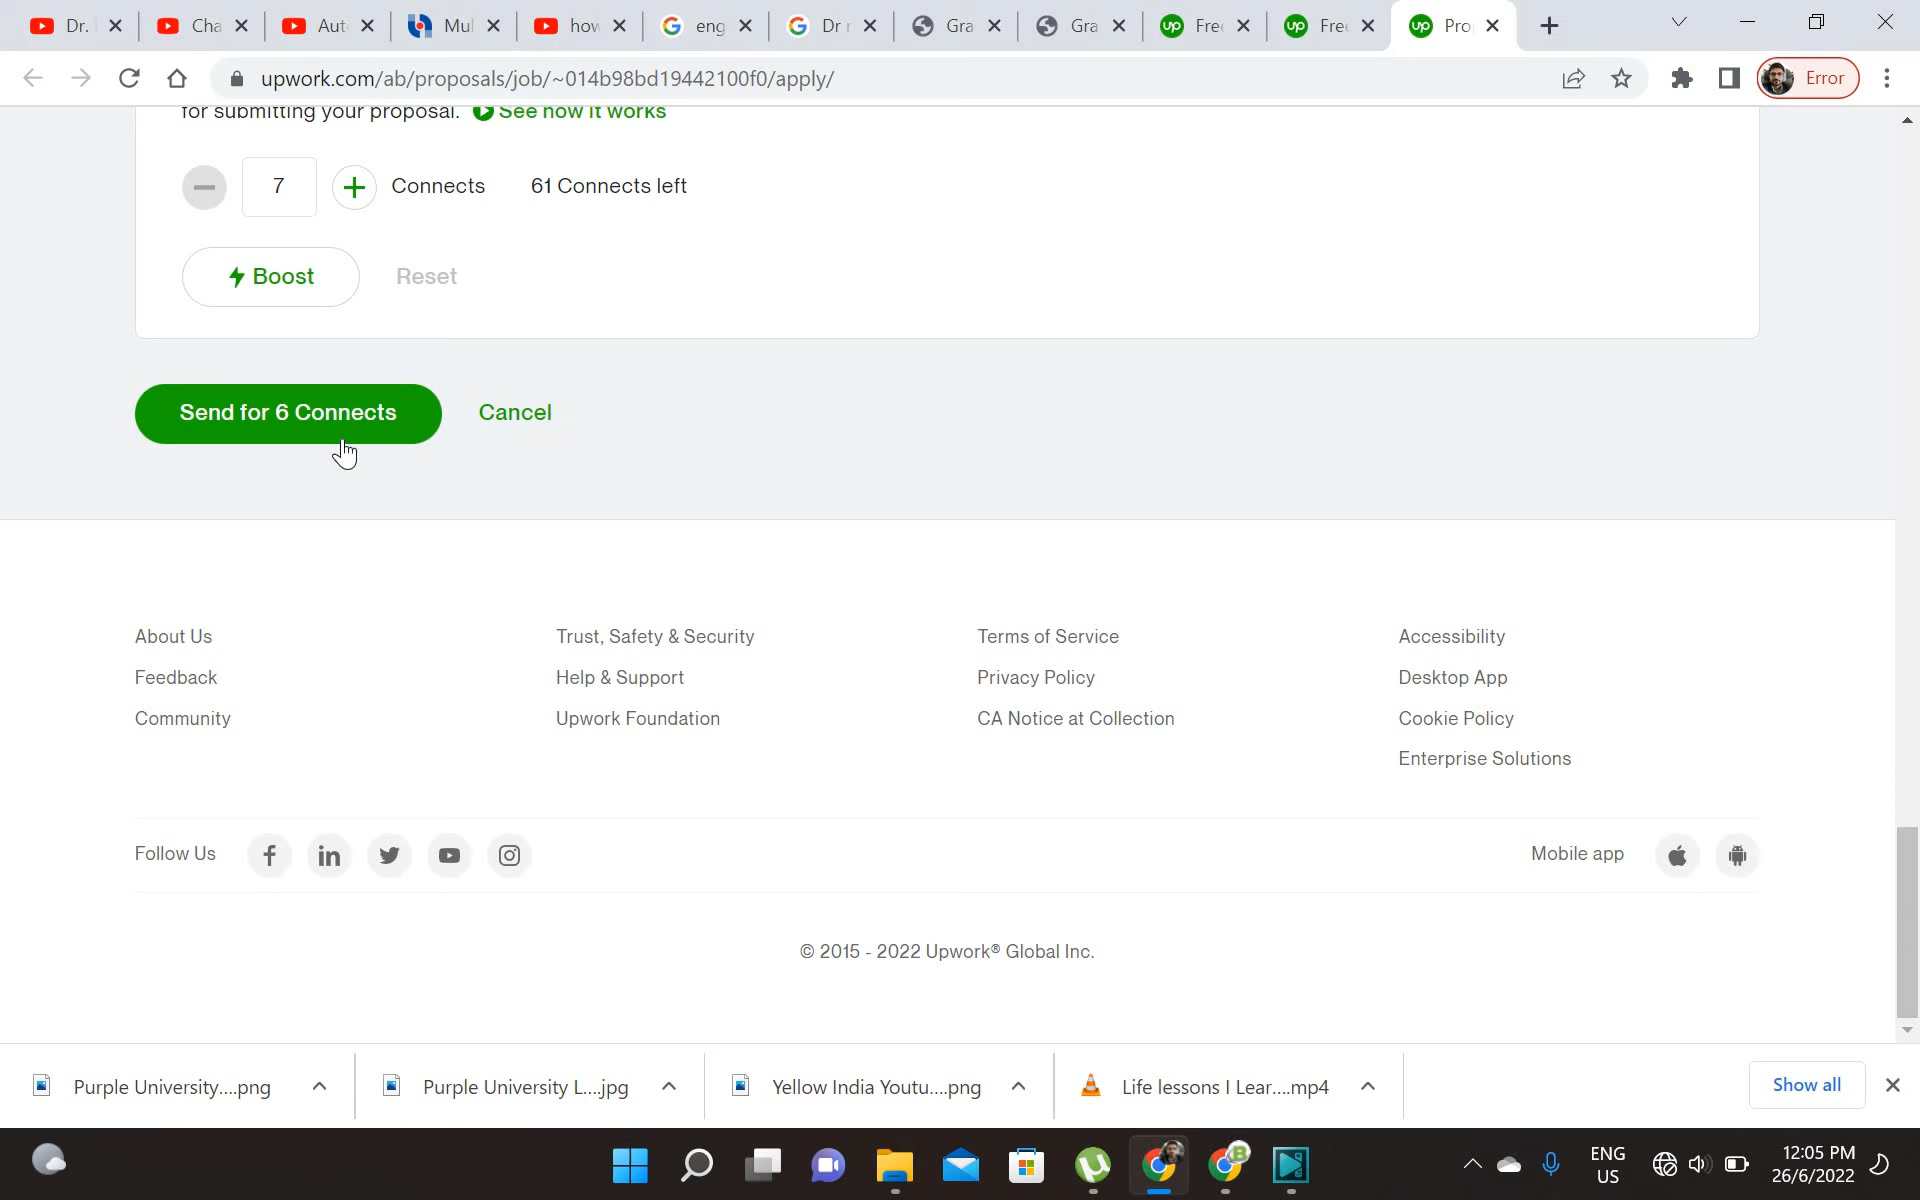 Dr.
Cha
Aut
Mul
how
eng
Dr r
Gra
Gra
Free
Free
Pro
upwork.com/ab/proposals/job/~014b98bd19442100f0/apply/
Error
for submitting your proposal. See how it works
7 Connects 61 Connects left
Boost Reset
Send for 6 Connects Cancel
About Us Trust, Safety & Security Terms of Service Accessibility
Feedback Help & Support Privacy Policy Desktop App
Community Upwork Foundation CA Notice at Collection Cookie Policy
Enterprise Solutions
Follow Us Mobile app
© 2015 - 2022 Upwork® Global Inc.
Purple University....png Purple University L....jpg Yellow India Youtu....png Life lessons I Lear....mp4 Show all
ENG 12:05 PM
US 26/6/2022